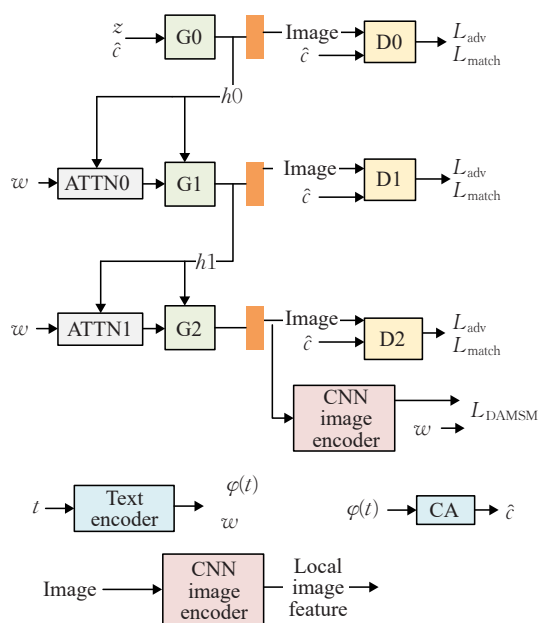 z
ĉ
G0
Image
ĉ
D0
L_adv
L_match
h0
w
ATTN0
G1
Image
ĉ
D1
L_adv
L_match
h1
w
ATTN1
G2
Image
ĉ
D2
L_adv
L_match
CNN
image
encoder
w
L_DAMSM
t
Text
encoder
φ(t)
w
φ(t)
CA
ĉ
Image
CNN
image
encoder
Local
image
feature